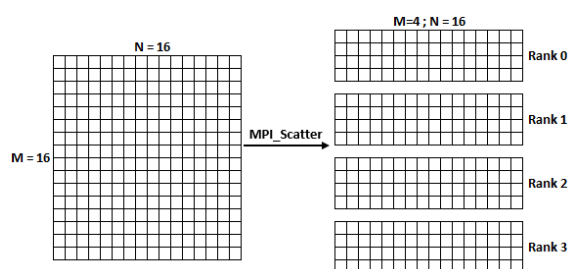 N = 16
M = 16
MPI_Scatter
M=4 ; N = 16
Rank 0
Rank 1
Rank 2
Rank 3